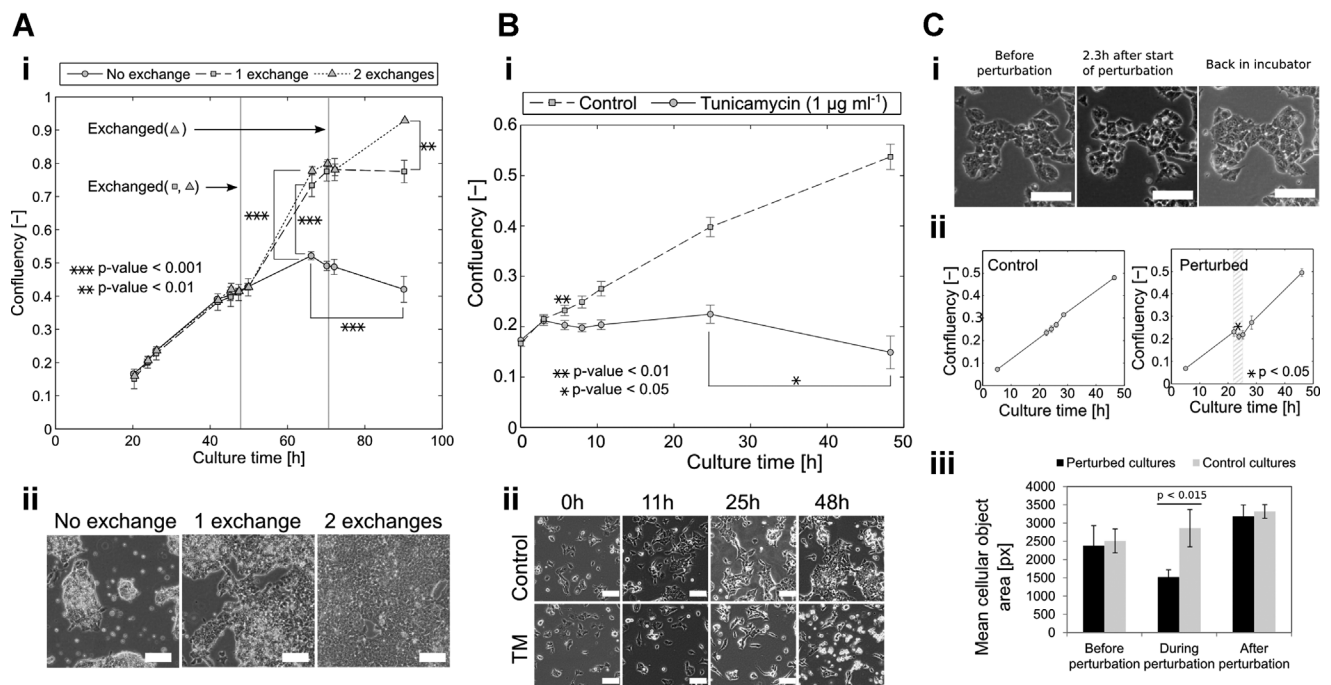 A
i
No exchange
1 exchange
2 exchanges
1
0.9
0.8
0.7
0.6
0.5
0.4
0.3
0.2
0.1
0
Confluency [−]
Exchanged(△)
Exchanged(□, △)
**
***
***
*** p-value < 0.001
** p-value < 0.01
***
0
20
40
60
80
100
Culture time [h]
ii
No exchange
1 exchange
2 exchanges
B
i
Control
Tunicamycin (1 µg ml⁻¹)
0.6
0.5
0.4
0.3
0.2
0.1
0
Confluency [−]
**
** p-value < 0.01
* p-value < 0.05
*
0
10
20
30
40
50
Culture time [h]
ii
0h
11h
25h
48h
Control
TM
C
i
Before
perturbation
2.3h after start
of perturbation
Back in incubator
ii
Control
0.5
0.4
0.3
0.2
0.1
0
Cotnfluency [−]
0
10
20
30
40
50
Culture time [h]
Perturbed
0.5
0.4
0.3
0.2
0.1
0
Confluency [−]
*
* p < 0.05
0
10
20
30
40
50
Culture time [h]
iii
Perturbed cultures
Control cultures
4000
3500
3000
2500
2000
1500
1000
500
0
Mean cellular object
area [px]
p < 0.015
Before
perturbation
During
perturbation
After
perturbation